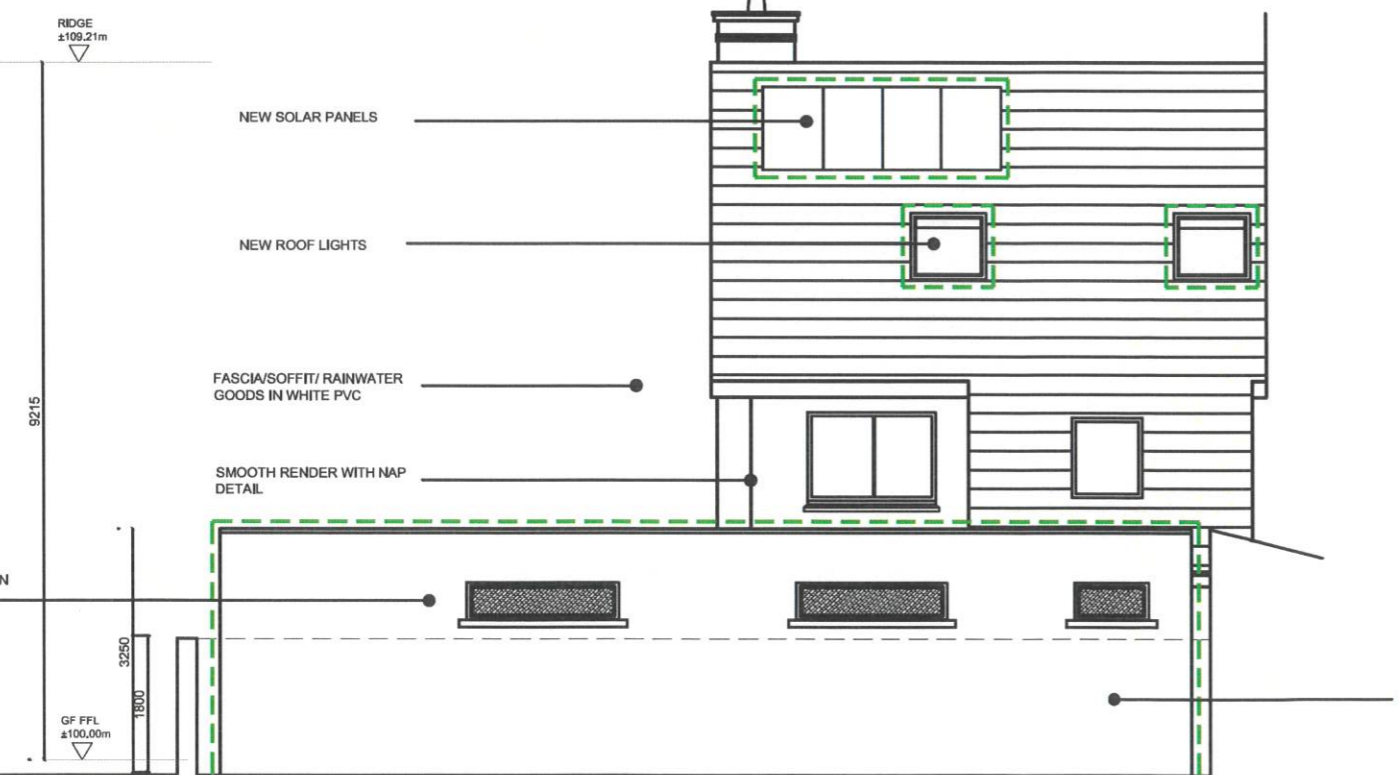 RIDGE
±109.21m
NEW SOLAR PANELS
NEW ROOF LIGHTS
FASCIA/SOFFIT/ RAINWATER
GOODS IN WHITE PVC
9215
SMOOTH RENDER WITH NAP
DETAIL
N
3250
1800
GF FFL
±100.00m